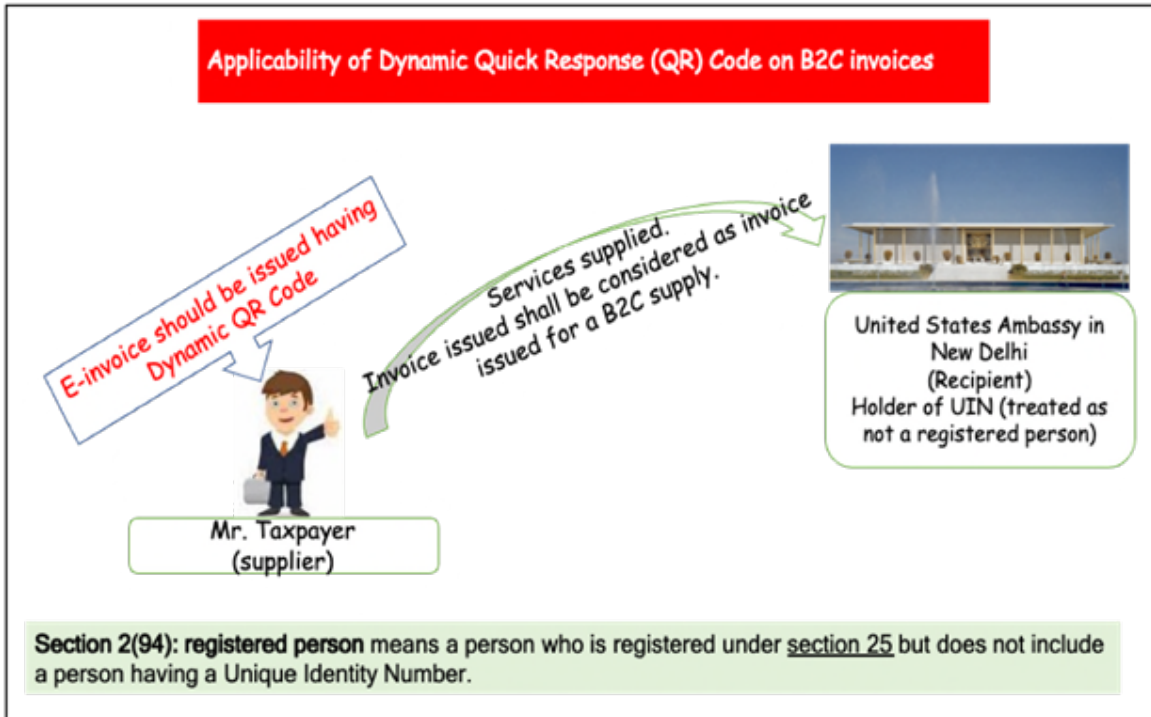 Applicability of Dynamic Quick Response (QR) Code on B2C invoices
E-invoice should be issued having
Dynamic QR Code
Services supplied.
Invoice issued shall be considered as invoice
issued for a B2C supply.
United States Ambassy in
New Delhi
(Recipient)
Holder of UIN (treated as
not a registered person)
Mr. Taxpayer
(supplier)
Section 2(94): registered person means a person who is registered under section 25 but does not include
a person having a Unique Identity Number.